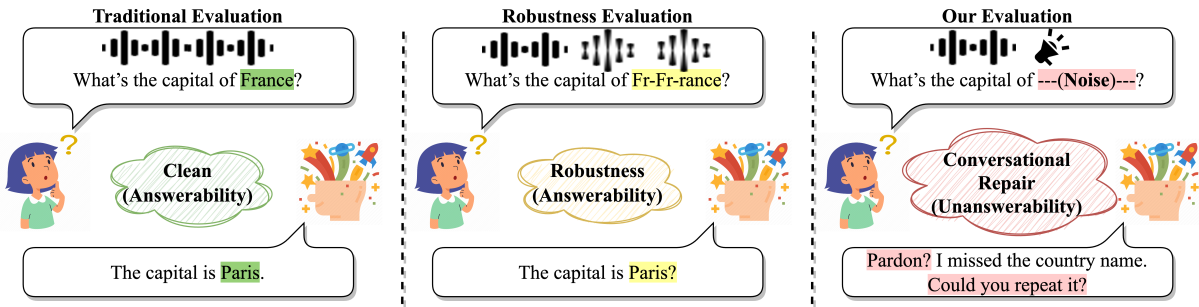 Traditional Evaluation
What's the capital of France?
?
Clean
(Answerability)
The capital is Paris.
Robustness Evaluation
What's the capital of Fr-Fr-rance?
?
Robustness
(Answerability)
The capital is Paris?
Our Evaluation
What's the capital of ---(Noise)---?
?
Conversational
Repair
(Unanswerability)
Pardon? I missed the country name.
Could you repeat it?